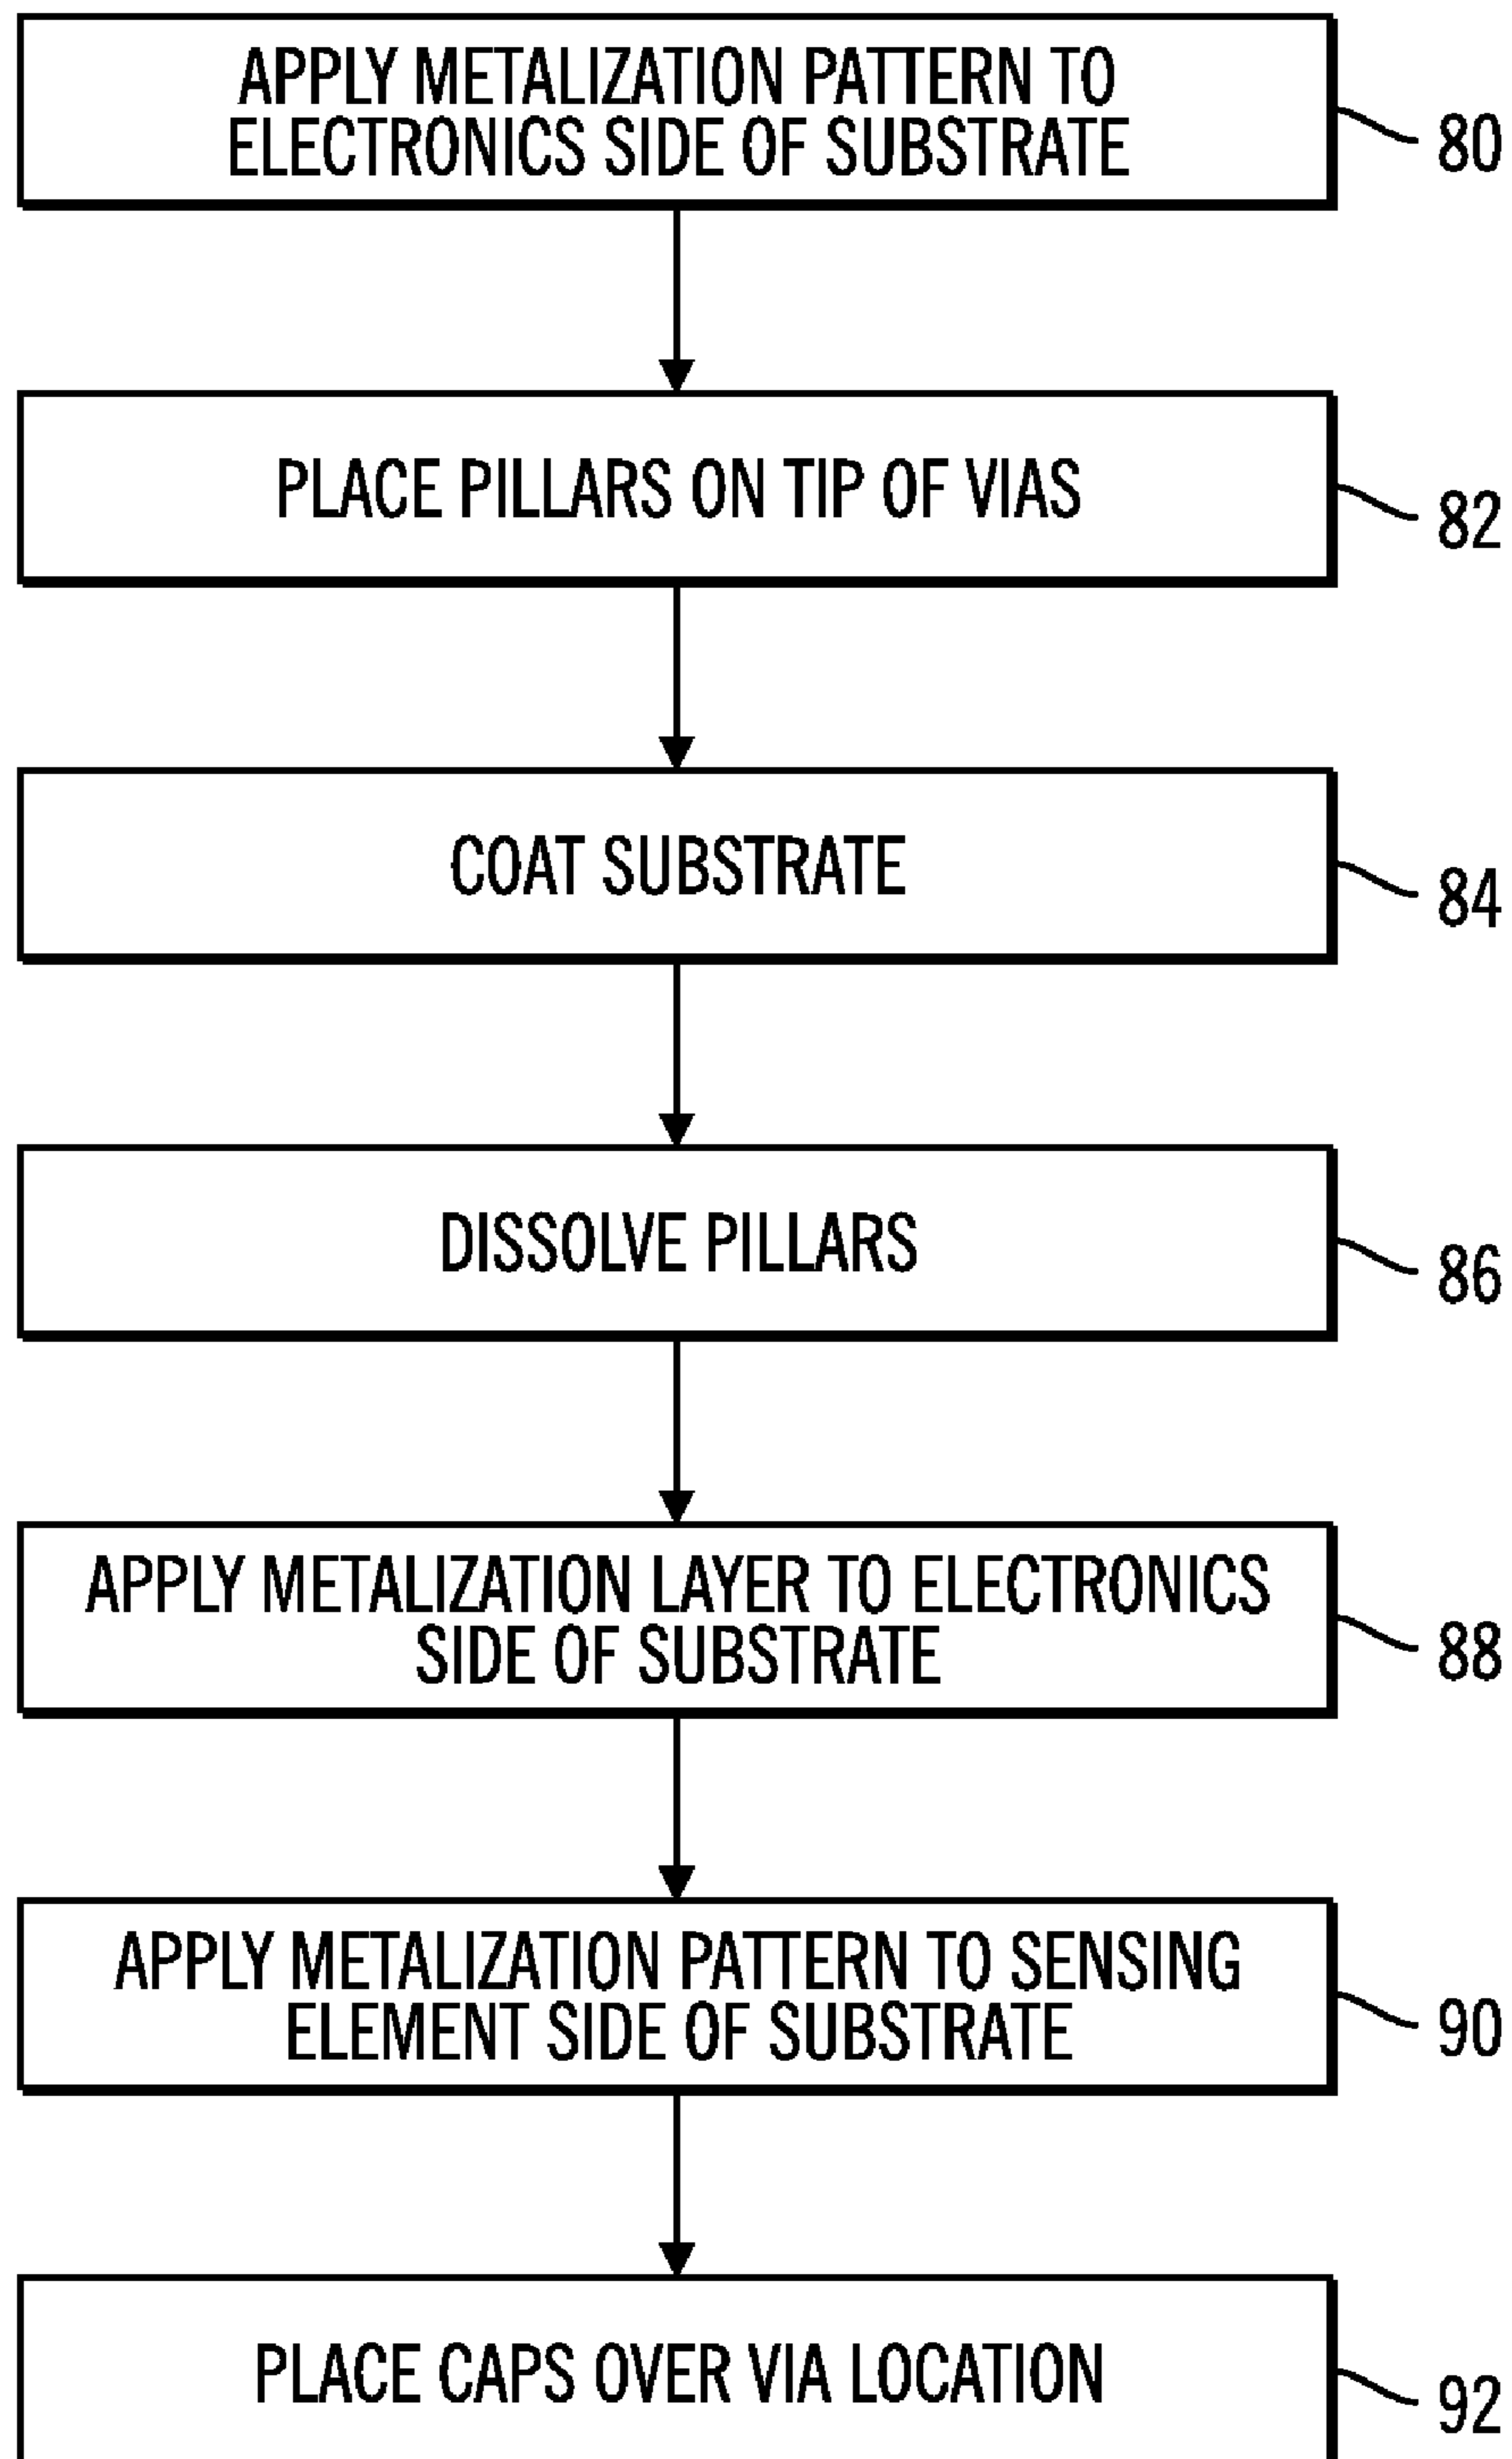 APPLY METALIZATION PATTERN TO
ELECTRONICS SIDE OF SUBSTRATE
80
PLACE PILLARS ON TIP OF VIAS
82
COAT SUBSTRATE
84
DISSOLVE PILLARS
86
APPLY METALIZATION LAYER TO ELECTRONICS
SIDE OF SUBSTRATE
88
APPLY METALIZATION PATTERN TO SENSING
ELEMENT SIDE OF SUBSTRATE
90
PLACE CAPS OVER VIA LOCATION
92